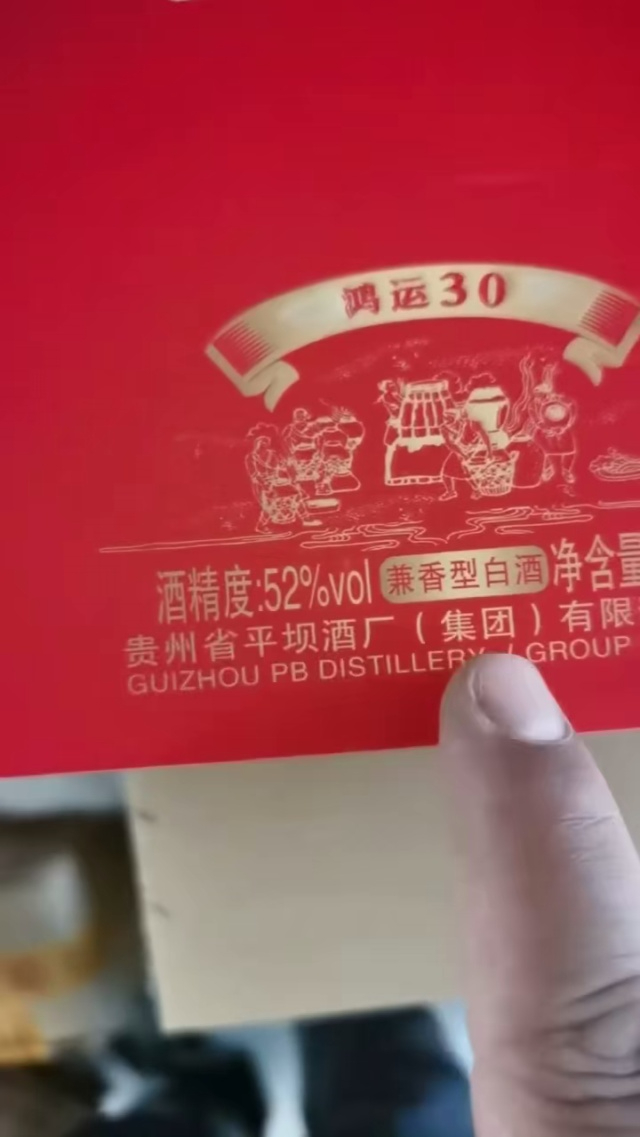 鸿运30
酒精度:52%vol 兼香型白酒 净含量
贵州省平坝酒厂（集团）有限
GUIZHOU PB DISTILLERY / GROUP